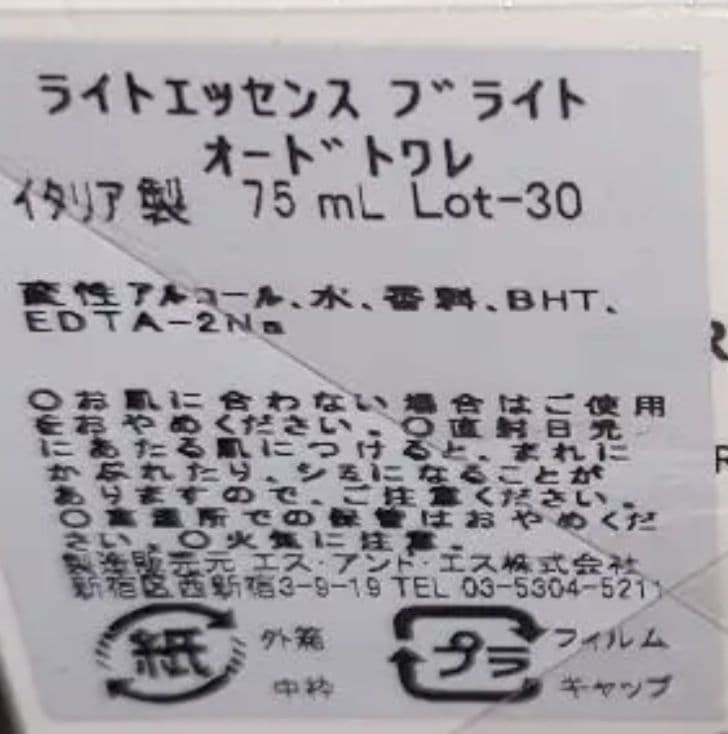 ライトエッセンス ブライト
オードトワレ
イタリア製 75 mL Lot-30
変性アルコール、水、香料、BHT、
EDTA-2Na
〇お肌に合わない場合はご使用
をおやめください。〇直射日光
にあたる肌につけると、まれに
かぶれたり、シミになることが
ありますので、ご注意ください。
〇高温所での保管はおやめくだ
さい。〇火気に注意。
製造販売元 エス・アンド・エス株式会社
新宿区西新宿3-9-19 TEL 03-5304-5211
紙 外箱 中枠
プラ フィルム キャップ
R
R